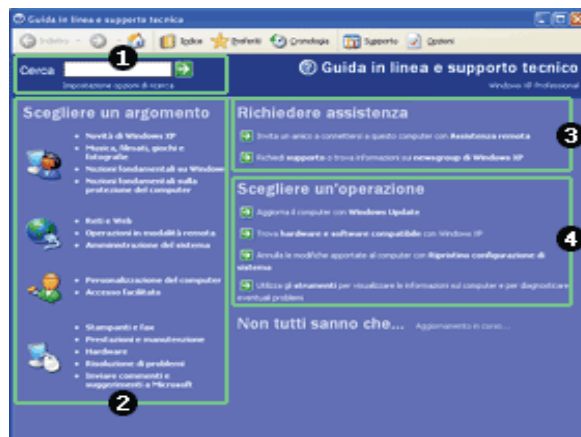 Guida in linea e supporto tecnico
Indietro Indice Preferiti Cronologia Supporto Opzioni
1
Cerca
Impostazione opzioni di ricerca
Guida in linea e supporto tecnico
Windows XP Professional
Scegliere un argomento
• Novità di Windows XP
• Musica, filmati, giochi e
fotografie
• Nozioni fondamentali su Windows
• Nozioni fondamentali sulla
protezione del computer
• Reti e Web
• Operazioni in modalità remota
• Amministrazione del sistema
• Personalizzazione del computer
• Accesso facilitato
• Stampanti e fax
• Prestazioni e manutenzione
• Hardware
• Risoluzione di problemi
• Inviare commenti e
suggerimenti a Microsoft
2
Richiedere assistenza
Invita un amico a connettersi a questo computer con Assistenza remota
Richiedi supporto o trova informazioni sui newsgroup di Windows XP
3
Scegliere un'operazione
Aggiorna il computer con Windows Update
Trova hardware e software compatibile con Windows XP
Annulla le modifiche apportate al computer con Ripristino configurazione di
sistema
Utilizza gli strumenti per visualizzare le informazioni sul computer e per diagnosticare
eventuali problemi
4
Non tutti sanno che... Aggiornamento in corso...